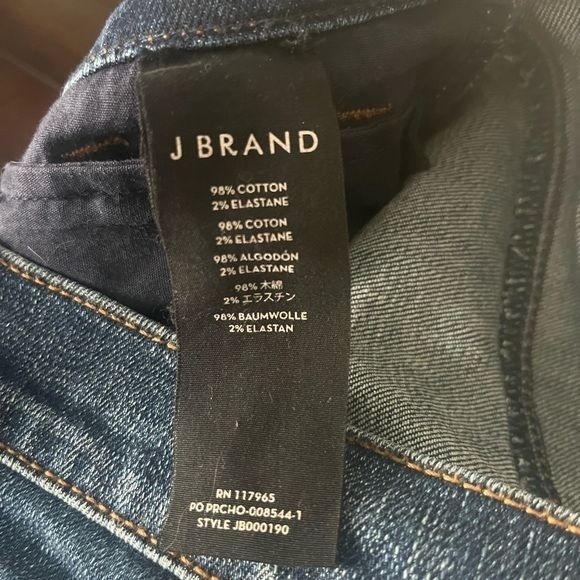 J BRAND
98% COTTON
2% ELASTANE
98% COTON
2% ELASTANE
98% ALGODÓN
2% ELASTANE
98% 木綿
2% エラスチン
98% BAUMWOLLE
2% ELASTAN
RN 117965
PO PRCHO-008544-1
STYLE JB000190